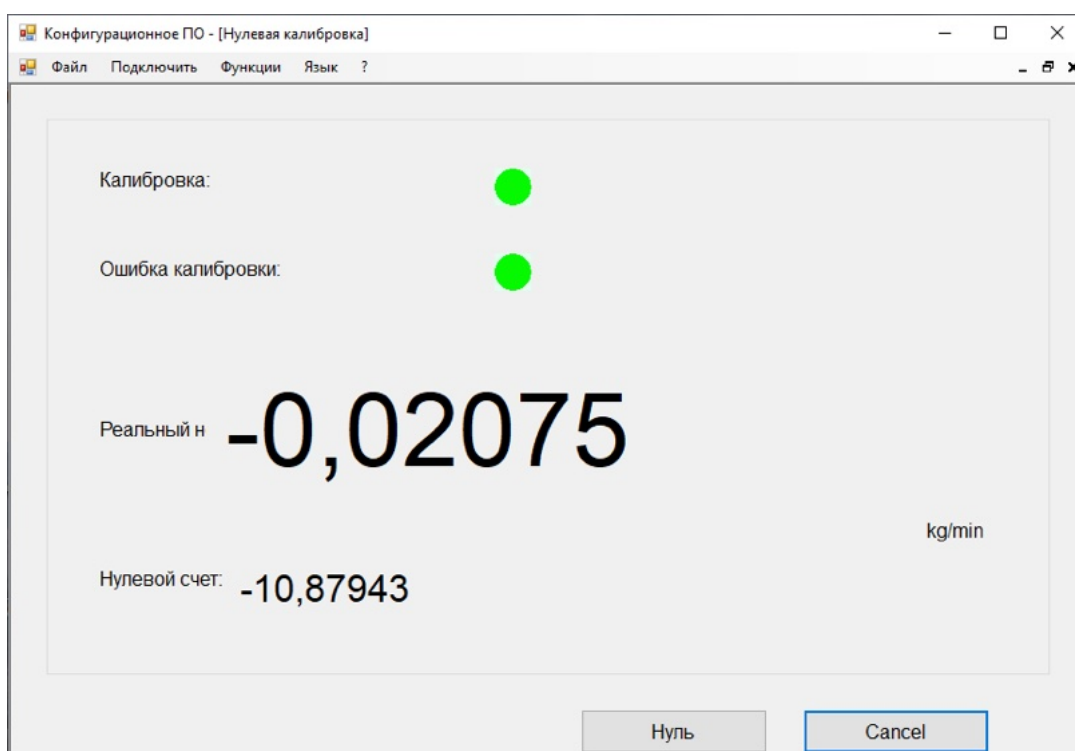 Конфигурационное ПО - [Нулевая калибровка]
Файл Подключить Функции Язык ?
Калибровка:
Ошибка калибровки:
Реальный н -0,02075
kg/min
Нулевой счет: -10,87943
Нуль Cancel